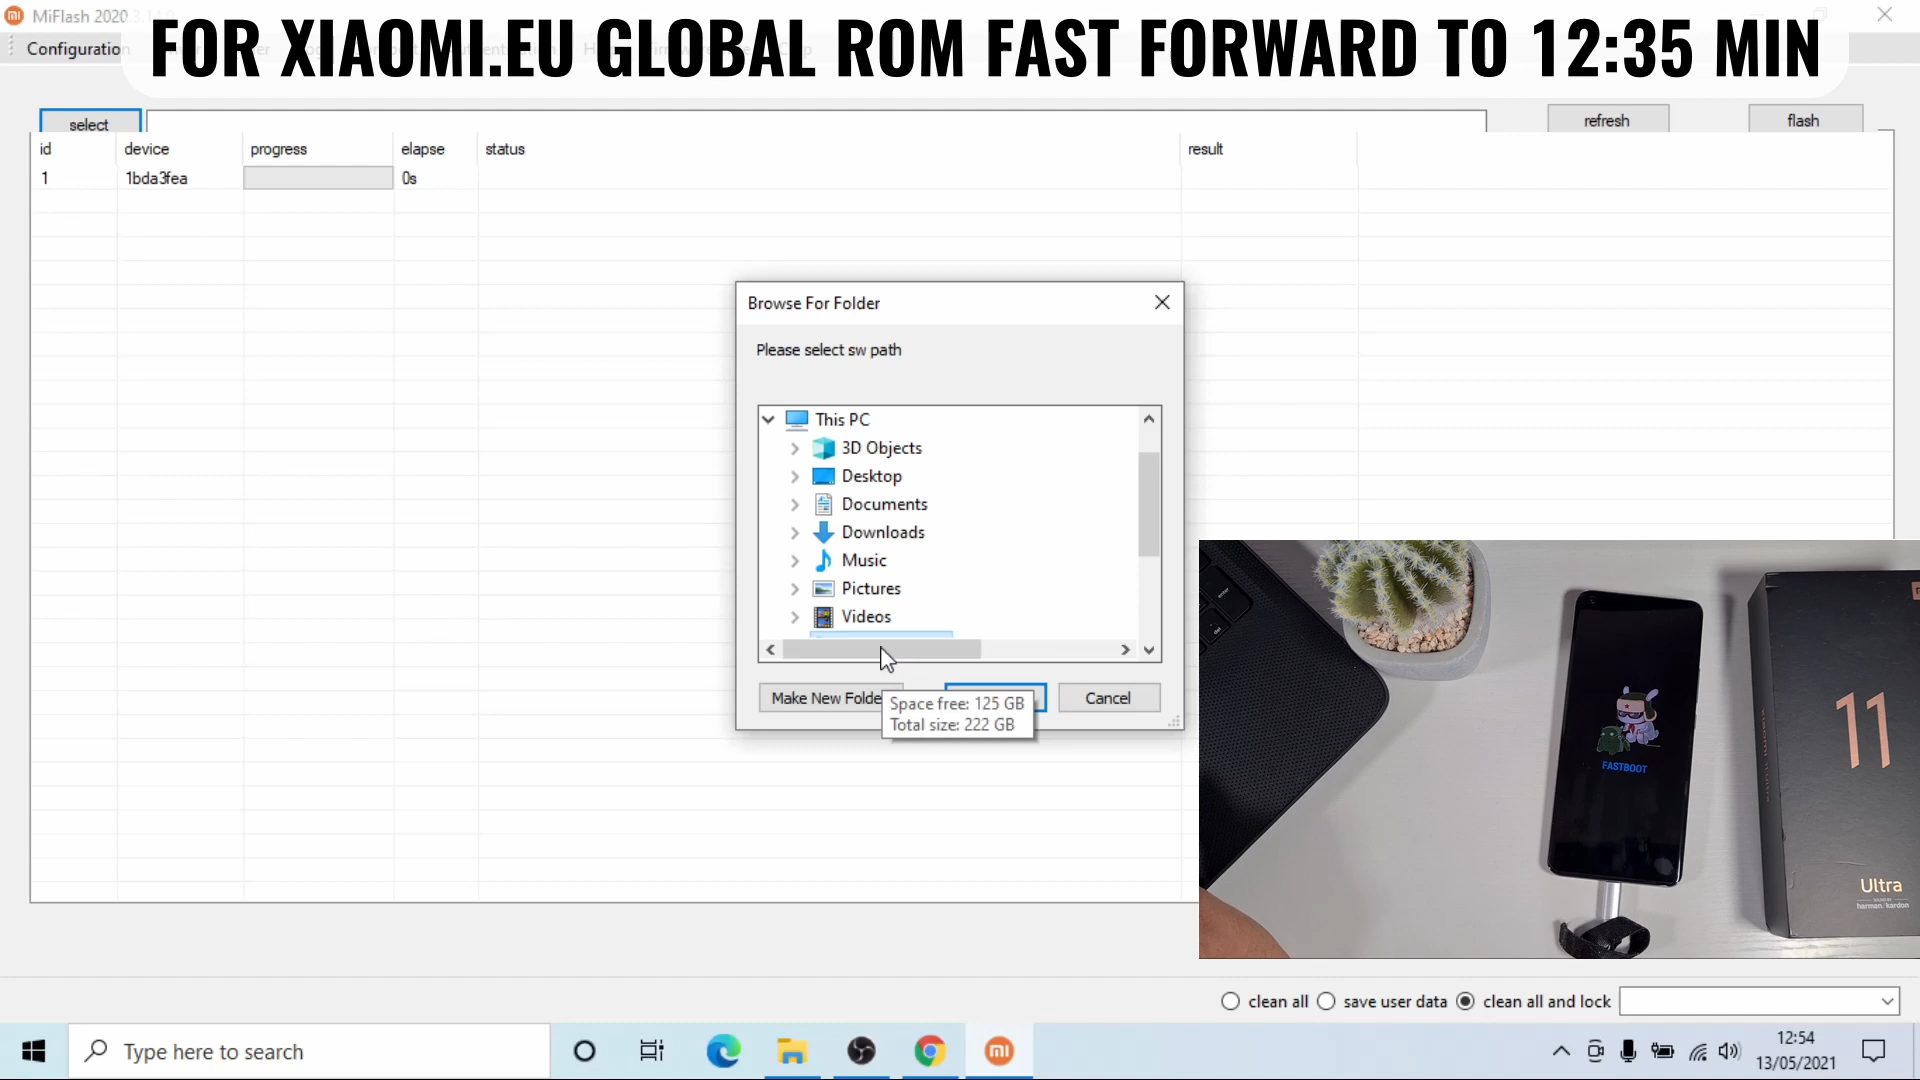 MiFlash 2020
FOR XIAOMI.EU GLOBAL ROM FAST FORWARD TO 12:35 MIN
Configuration
select
refresh
flash
id
device
progress
elapse
status
result
1
1bda3fea
0s
Browse For Folder
Please select sw path
This PC
3D Objects
Desktop
Documents
Downloads
Music
Pictures
Videos
Make New Folde
Cancel
Space free: 125 GB
Total size: 222 GB
FASTBOOT
11
Ultra
harman/kardon
clean all
save user data
clean all and lock
Type here to search
12:54
13/05/2021